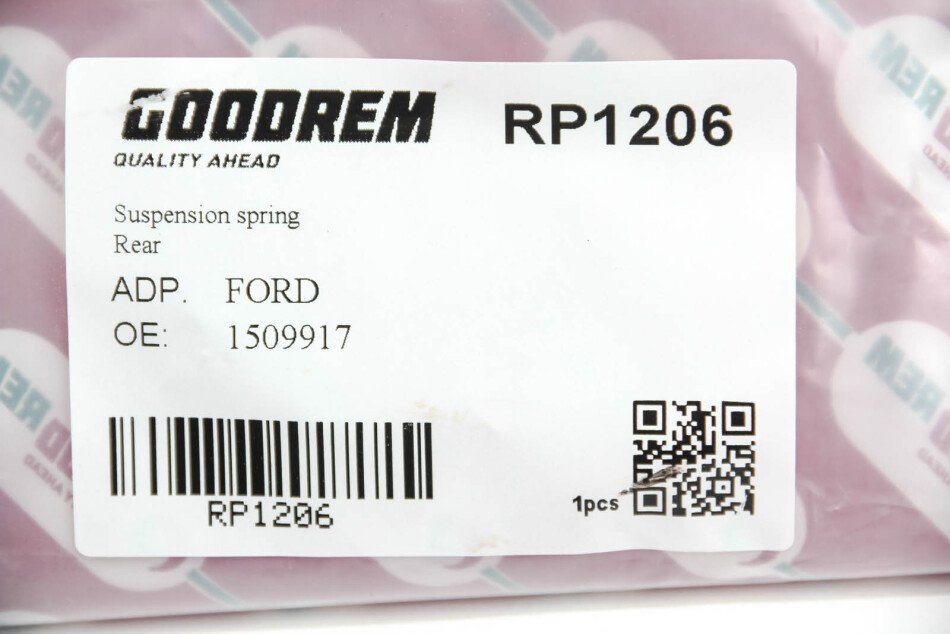 GOODREM
RP1206
QUALITY AHEAD
Suspension spring
Rear
ADP. FORD
OE: 1509917
RP1206
1pcs